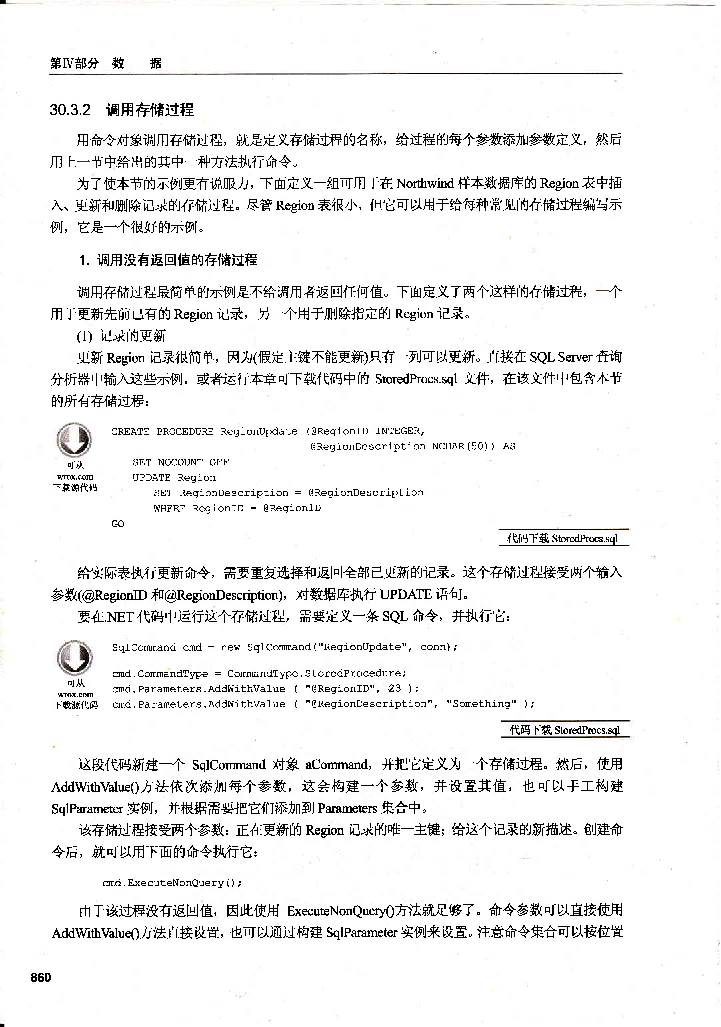 第Ⅳ部分 数 据
30.3.2 调用存储过程
用命令对象调用存储过程，就是定义存储过程的名称，给过程的每个参数添加参数定义，然后
用上一节中给出的其中一种方法执行命令。
为了使本节的示例更有说服力，下面定义一组可用于在 Northwind 样本数据库的 Region 表中插
入、更新和删除记录的存储过程。尽管 Region 表很小，但它可以用于给每种常见的存储过程编写示
例，它是一个很好的示例。
1. 调用没有返回值的存储过程
调用存储过程最简单的示例是不给调用者返回任何值。下面定义了两个这样的存储过程，一个
用于更新先前已有的 Region 记录，另一个用于删除指定的 Region 记录。
(1) 记录的更新
更新 Region 记录很简单，因为(假定主键不能更新)只有一列可以更新。直接在 SQL Server 查询
分析器中输入这些示例，或者运行本章可下载代码中的 StoredProcs.sql 文件，在该文件中包含本节
的所有存储过程：
CREATE PROCEDURE RegionUpdate (@RegionID INTEGER,
@RegionDescription NCHAR(50)) AS
可从
wrox.com
下载源代码
SET NOCOUNT OFF
UPDATE Region
SET RegionDescription = @RegionDescription
WHERE RegionID = @RegionID
GO
代码下载 StoredProcs.sql
给实际表执行更新命令，需要重复选择和返回全部已更新的记录。这个存储过程接受两个输入
参数(@RegionID 和@RegionDescription)，对数据库执行 UPDATE 语句。
要在.NET 代码中运行这个存储过程，需要定义一条 SQL 命令，并执行它：
SqlCommand cmd = new SqlCommand("RegionUpdate", conn);
可从
wrox.com
下载源代码
cmd.CommandType = CommandType.StoredProcedure;
cmd.Parameters.AddWithValue ( "@RegionID", 23 );
cmd.Parameters.AddWithValue ( "@RegionDescription", "Something" );
代码下载 StoredProcs.sql
这段代码新建一个 SqlCommand 对象 aCommand，并把它定义为一个存储过程。然后，使用
AddWithValue()方法依次添加每个参数，这会构建一个参数，并设置其值，也可以手工构建
SqlParameter 实例，并根据需要把它们添加到 Parameters 集合中。
该存储过程接受两个参数：正在更新的 Region 记录的唯一主键；给这个记录的新描述。创建命
令后，就可以用下面的命令执行它：
cmd.ExecuteNonQuery();
由于该过程没有返回值，因此使用 ExecuteNonQuery()方法就足够了。命令参数可以直接使用
AddWithValue()方法直接设置，也可以通过构建 SqlParameter 实例来设置。注意命令集合可以按位置
860